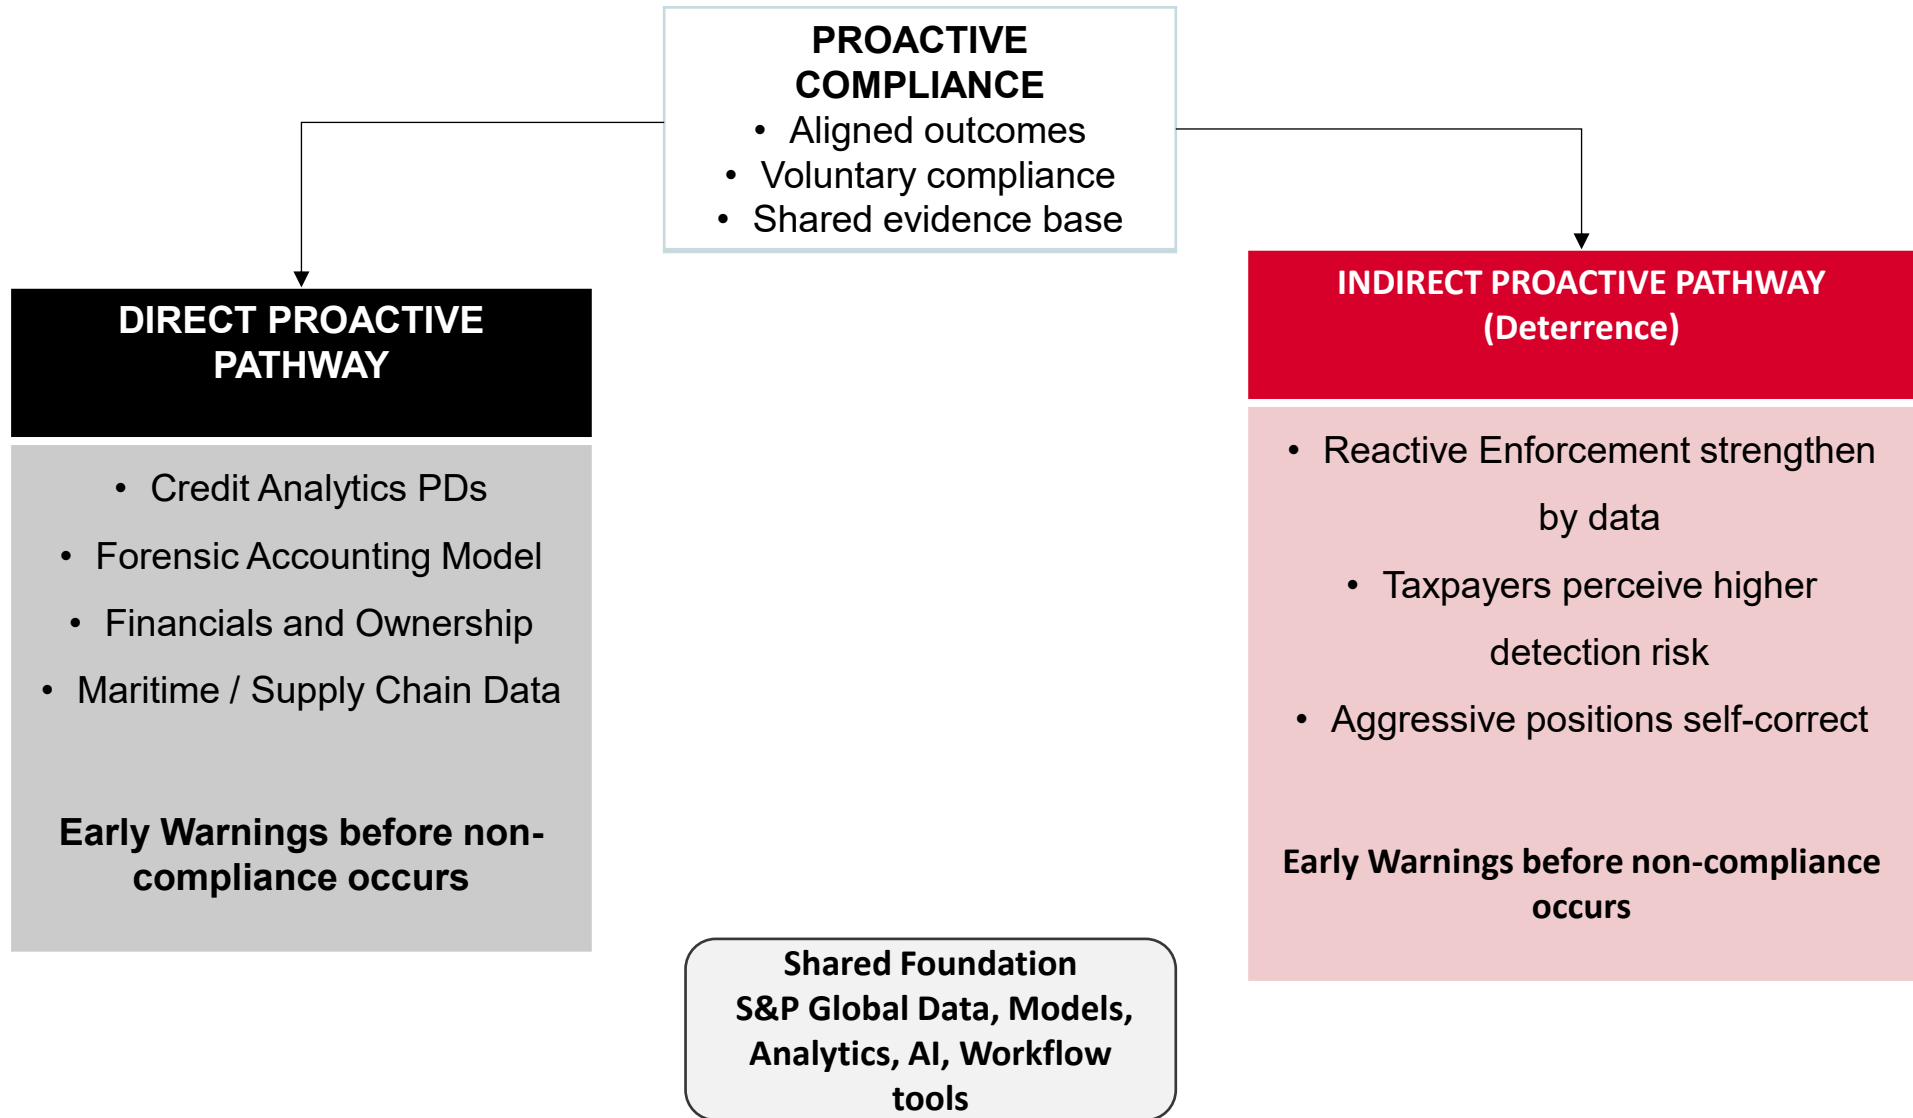 PROACTIVE
COMPLIANCE
• Aligned outcomes
• Voluntary compliance
• Shared evidence base
DIRECT PROACTIVE
PATHWAY
• Credit Analytics PDs
• Forensic Accounting Model
• Financials and Ownership
• Maritime / Supply Chain Data
Early Warnings before non-
compliance occurs
INDIRECT PROACTIVE PATHWAY
(Deterrence)
• Reactive Enforcement strengthen
by data
• Taxpayers perceive higher
detection risk
• Aggressive positions self-correct
Early Warnings before non-compliance
occurs
Shared Foundation
S&P Global Data, Models,
Analytics, AI, Workflow
tools